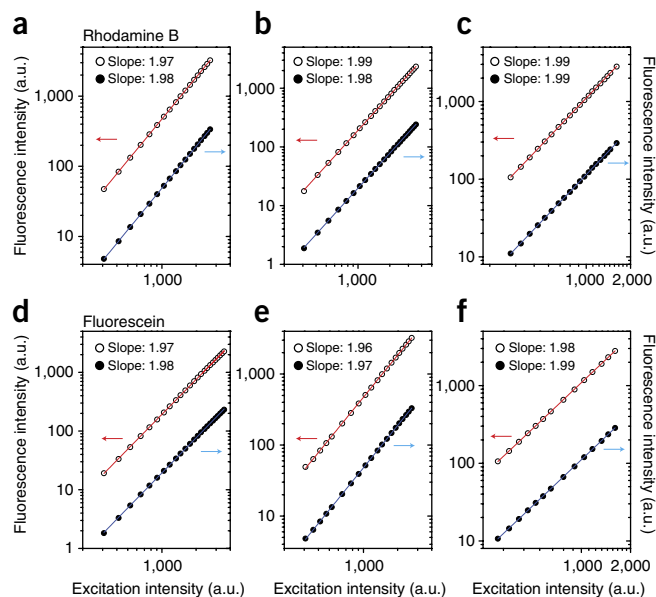 a
Rhodamine B
b
c
Slope: 1.97
Slope: 1.98
Slope: 1.99
Slope: 1.98
Slope: 1.99
Slope: 1.99
Fluorescence intensity (a.u.)
1,000
100
10
1,000
1,000
100
10
1
1,000
1,000
100
10
1,000
2,000
Fluorescence intensity (a.u.)
d
Fluorescein
e
f
Slope: 1.97
Slope: 1.98
Slope: 1.96
Slope: 1.97
Slope: 1.98
Slope: 1.99
Fluorescence intensity (a.u.)
1,000
100
10
1
1,000
1,000
100
10
1,000
1,000
100
10
1,000
2,000
Fluorescence intensity (a.u.)
Excitation intensity (a.u.)
Excitation intensity (a.u.)
Excitation intensity (a.u.)